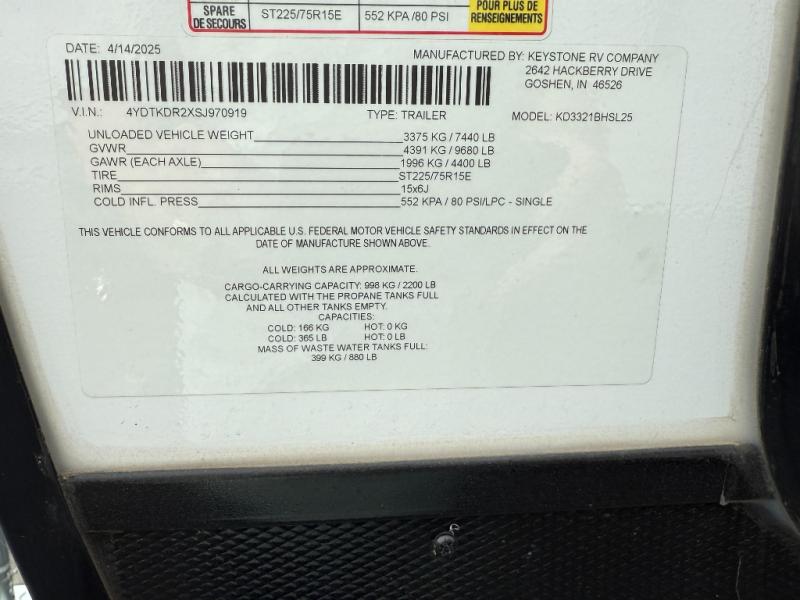 SPARE
DE SECOURS
ST225/75R15E
552 KPA /80 PSI
POUR PLUS DE
RENSEIGNEMENTS
DATE: 4/14/2025
MANUFACTURED BY: KEYSTONE RV COMPANY
2642 HACKBERRY DRIVE
GOSHEN, IN 46526
V.I.N.: 4YDTKDR2XSJ970919 TYPE: TRAILER MODEL: KD3321BHSL25
UNLOADED VEHICLE WEIGHT 3375 KG / 7440 LB
GVWR 4391 KG / 9680 LB
GAWR (EACH AXLE) 1996 KG / 4400 LB
TIRE ST225/75R15E
RIMS 15x6J
COLD INFL. PRESS 552 KPA / 80 PSI/LPC - SINGLE
THIS VEHICLE CONFORMS TO ALL APPLICABLE U.S. FEDERAL MOTOR VEHICLE SAFETY STANDARDS IN EFFECT ON THE
DATE OF MANUFACTURE SHOWN ABOVE.
ALL WEIGHTS ARE APPROXIMATE.
CARGO-CARRYING CAPACITY: 998 KG / 2200 LB
CALCULATED WITH THE PROPANE TANKS FULL
AND ALL OTHER TANKS EMPTY.
CAPACITIES:
COLD: 166 KG HOT: 0 KG
COLD: 365 LB HOT: 0 LB
MASS OF WASTE WATER TANKS FULL:
399 KG / 880 LB